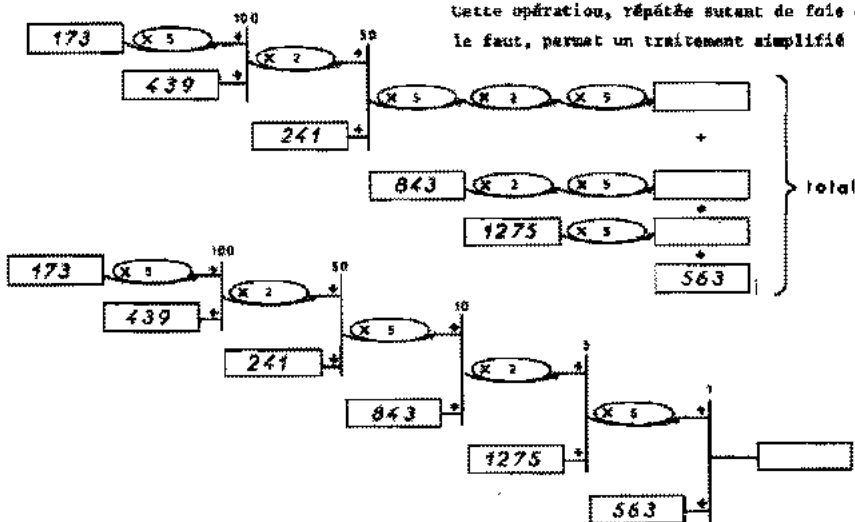 Cette opération, répétée autant de fois
le faut, permet un traitement simplifié
100
173 × 5 +
50
439 + × 2 +
241 + × 5 × 2 × 5
+
843 × 2 × 5
+
1275 × 5
+
563
total
100
173 × 5 +
50
439 + × 2 +
10
241 + × 5 +
5
843 + × 2 +
1
1275 + × 5 +
563 +